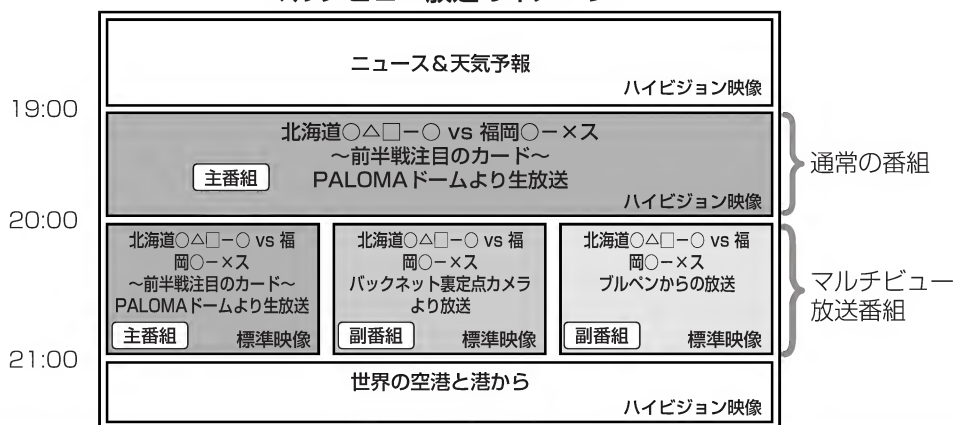 ニュース&天気予報
ハイビジョン映像
19:00
北海道○△□ー○ vs 福岡○ー×ス
～前半戦注目のカード～
主番組
PALOMAドームより生放送
ハイビジョン映像
通常の番組
20:00
北海道○△□ー○ vs 福
岡○ー×ス
～前半戦注目のカード～
PALOMAドームより生放送
主番組
標準映像
北海道○△□ー○ vs 福
岡○ー×ス
バックネット裏定点カメラ
より放送
副番組
標準映像
北海道○△□ー○ vs 福
岡○ー×ス
ブルペンからの放送
副番組
標準映像
マルチビュー
放送番組
21:00
世界の空港と港から
ハイビジョン映像